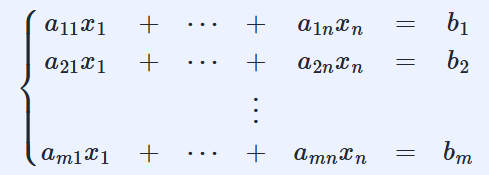 a₁₁x₁ + ⋯ + a₁ₙxₙ = b₁
a₂₁x₁ + ⋯ + a₂ₙxₙ = b₂
⋮
aₘ₁x₁ + ⋯ + aₘₙxₙ = bₘ